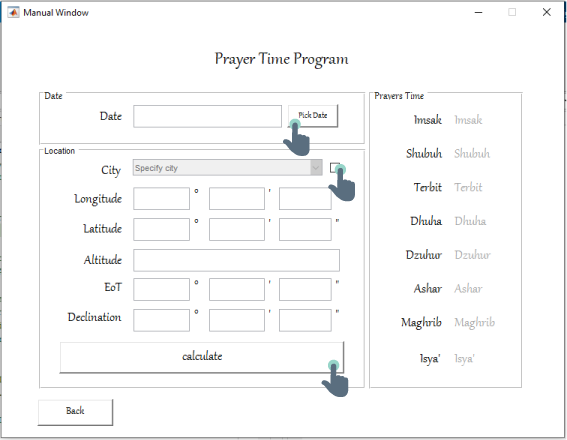 Manual Window
Prayer Time Program
Date
Date
Pick Date
Location
City
Specify city
Longitude ° '
Latitude ° ' "
Altitude
EoT ° ' "
Declination ° ' "
calculate
Back
Prayers Time
Imsak Imsak
Shubuh Shubuh
Terbit Terbit
Dhuha Dhuha
Dzuhur Dzuhur
Ashar Ashar
Maghrib Maghrib
Isya' Isya'